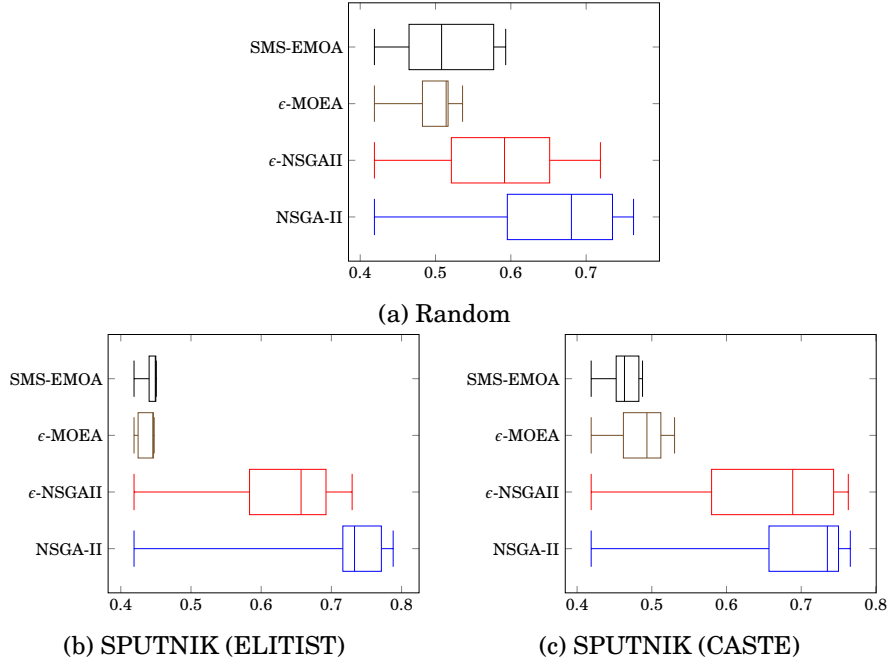 SMS-EMOA
ϵ-MOEA
ϵ-NSGAII
NSGA-II
0.4 0.5 0.6 0.7
(a) Random
SMS-EMOA
ϵ-MOEA
ϵ-NSGAII
NSGA-II
0.4 0.5 0.6 0.7 0.8
(b) SPUTNIK (ELITIST)
SMS-EMOA
ϵ-MOEA
ϵ-NSGAII
NSGA-II
0.4 0.5 0.6 0.7 0.8
(c) SPUTNIK (CASTE)